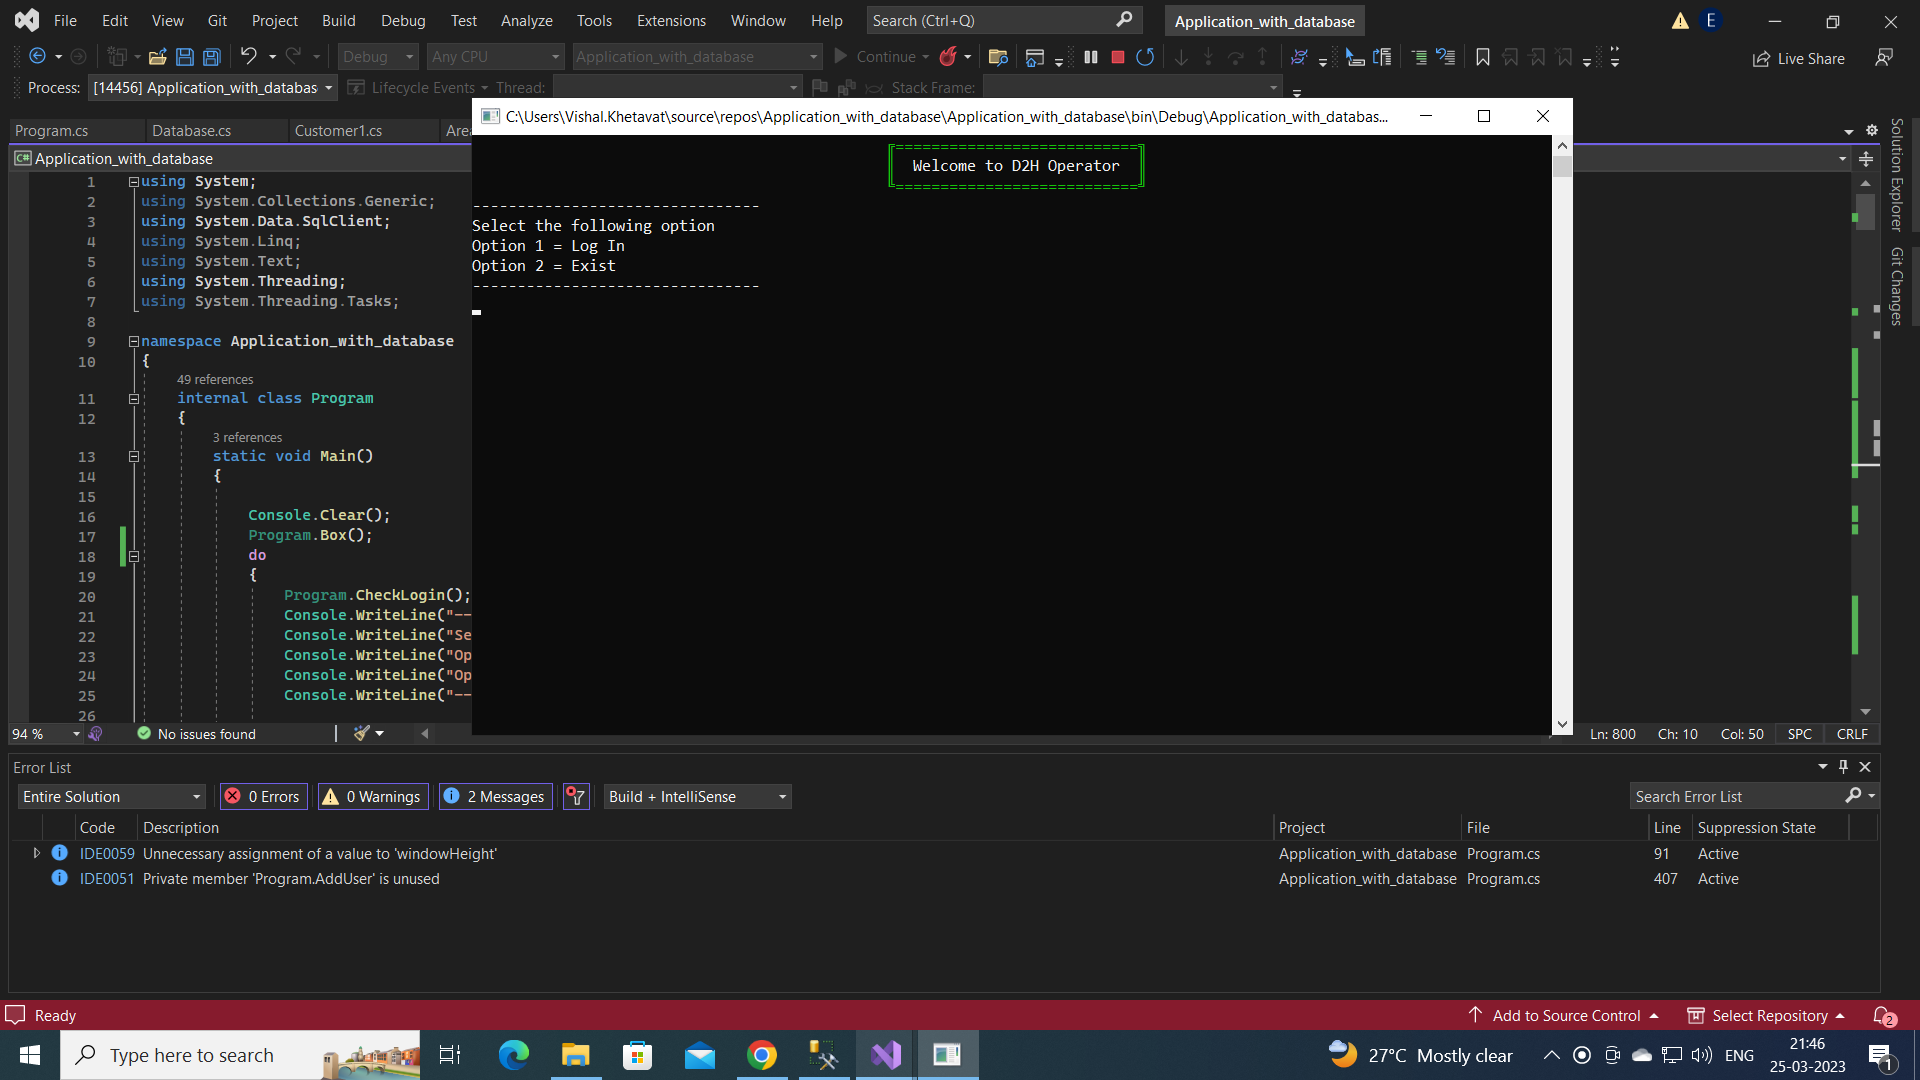 File Edit View Git Project Build Debug Test Analyze Tools Extensions Window Help Search (Ctrl+Q) Application_with_database E
Debug Any CPU Application_with_database Continue Live Share
Process: [14456] Application_with_databas Lifecycle Events Thread: Stack Frame:
C:\Users\Vishal.Khetavat\source\repos\Application_with_database\Application_with_database\bin\Debug\Application_with_databas...
Program.cs Database.cs Customer1.cs Are
C# Application_with_database
Welcome to D2H Operator
--------------------------------
Select the following option
Option 1 = Log In
Option 2 = Exist
--------------------------------
1 using System;
2 using System.Collections.Generic;
3 using System.Data.SqlClient;
4 using System.Linq;
5 using System.Text;
6 using System.Threading;
7 using System.Threading.Tasks;
8
9 namespace Application_with_database
10 {
49 references
11 internal class Program
12 {
3 references
13 static void Main()
14 {
15
16 Console.Clear();
17 Program.Box();
18 do
19 {
20 Program.CheckLogin();
21 Console.WriteLine("--
22 Console.WriteLine("Se
23 Console.WriteLine("Op
24 Console.WriteLine("Op
25 Console.WriteLine("--
26
Solution Explorer
Git Changes
94 % No issues found Ln: 800 Ch: 10 Col: 50 SPC CRLF
Error List
Entire Solution 0 Errors 0 Warnings 2 Messages Build + IntelliSense Search Error List
Code Description Project File Line Suppression State
IDE0059 Unnecessary assignment of a value to 'windowHeight' Application_with_database Program.cs 91 Active
IDE0051 Private member 'Program.AddUser' is unused Application_with_database Program.cs 407 Active
Ready Add to Source Control Select Repository 2
Type here to search 27°C Mostly clear ENG 21:46
25-03-2023 1